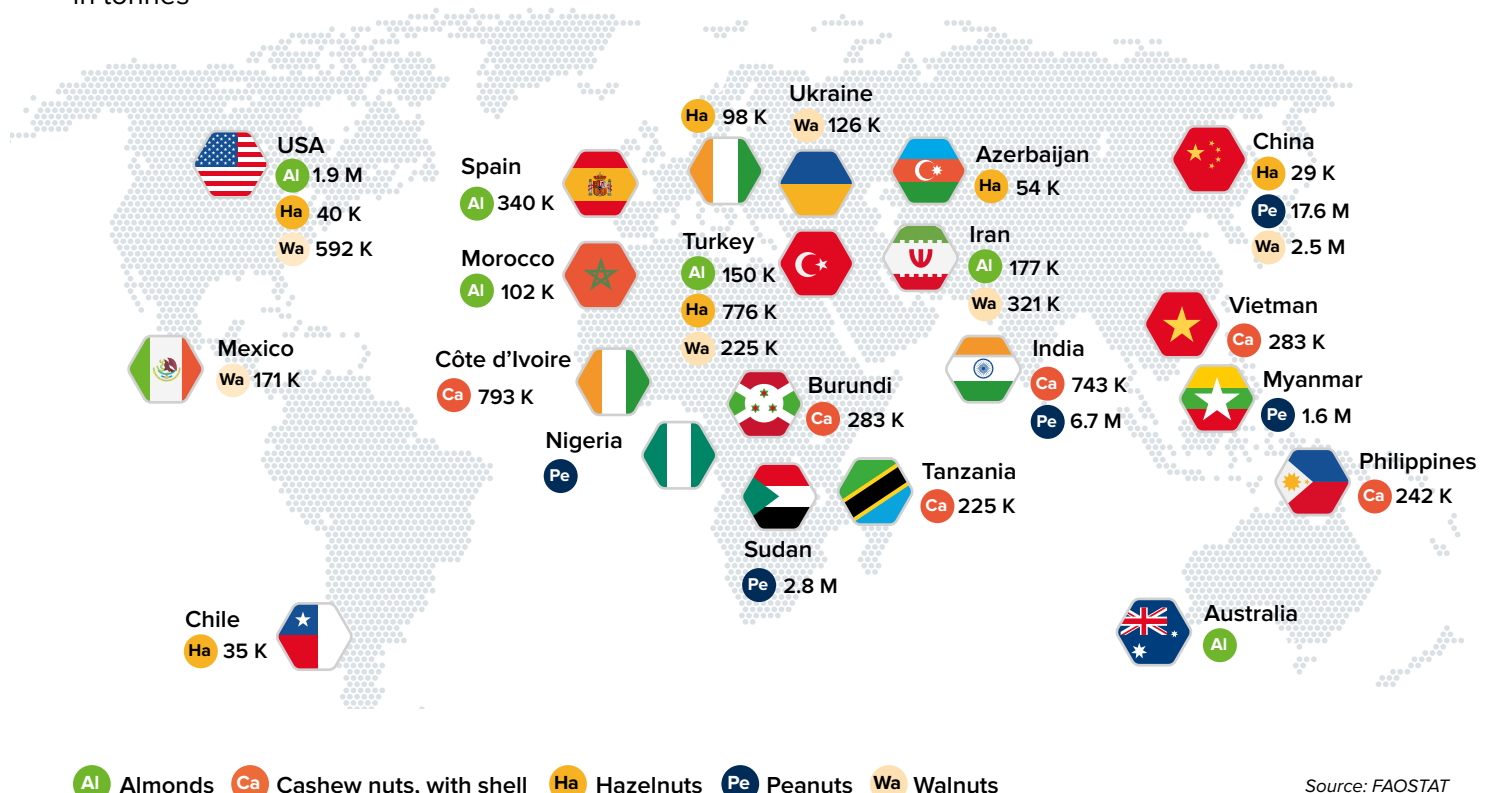 in tonnes
USA
Al 1.9 M
Ha 40 K
Wa 592 K
Mexico
Wa 171 K
Chile
Ha 35 K
Spain
Al 340 K
Morocco
Al 102 K
Côte d'Ivoire
Ca 793 K
Nigeria
Pe
Ha 98 K
Ukraine
Wa 126 K
Turkey
Al 150 K
Ha 776 K
Wa 225 K
Burundi
Ca 283 K
Sudan
Pe 2.8 M
Tanzania
Ca 225 K
Azerbaijan
Ha 54 K
Iran
Al 177 K
Wa 321 K
India
Ca 743 K
Pe 6.7 M
China
Ha 29 K
Pe 17.6 M
Wa 2.5 M
Vietman
Ca 283 K
Myanmar
Pe 1.6 M
Philippines
Ca 242 K
Australia
Al
Al Almonds Ca Cashew nuts, with shell Ha Hazelnuts Pe Peanuts Wa Walnuts
Source: FAOSTAT